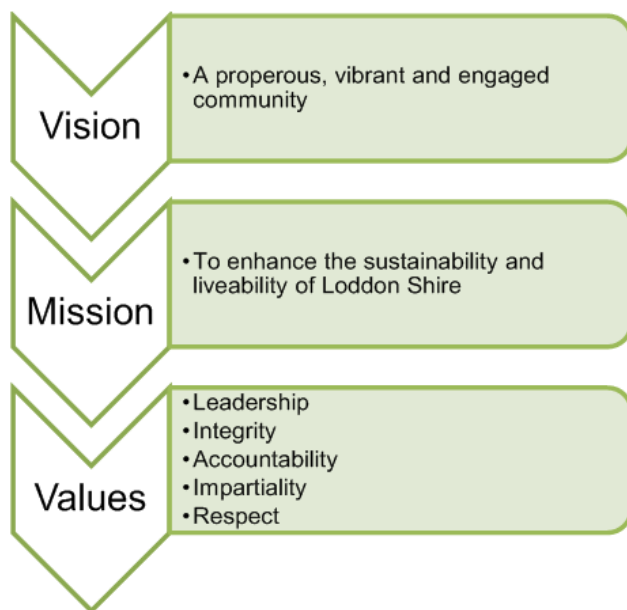 Vision
•A properous, vibrant and engaged
community
Mission
•To enhance the sustainability and
liveability of Loddon Shire
Values
•Leadership
•Integrity
•Accountability
•Impartiality
•Respect